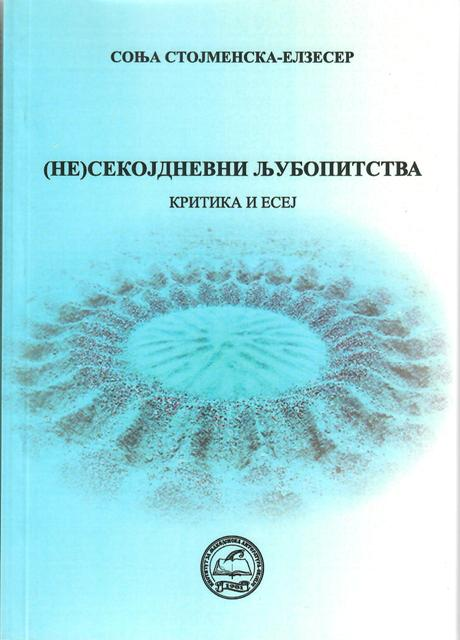 СОЊА СТОЈМЕНСКА-ЕЛЗЕСЕР
(НЕ)СЕКОЈДНЕВНИ ЉУБОПИТСТВА
КРИТИКА И ЕСЕЈ